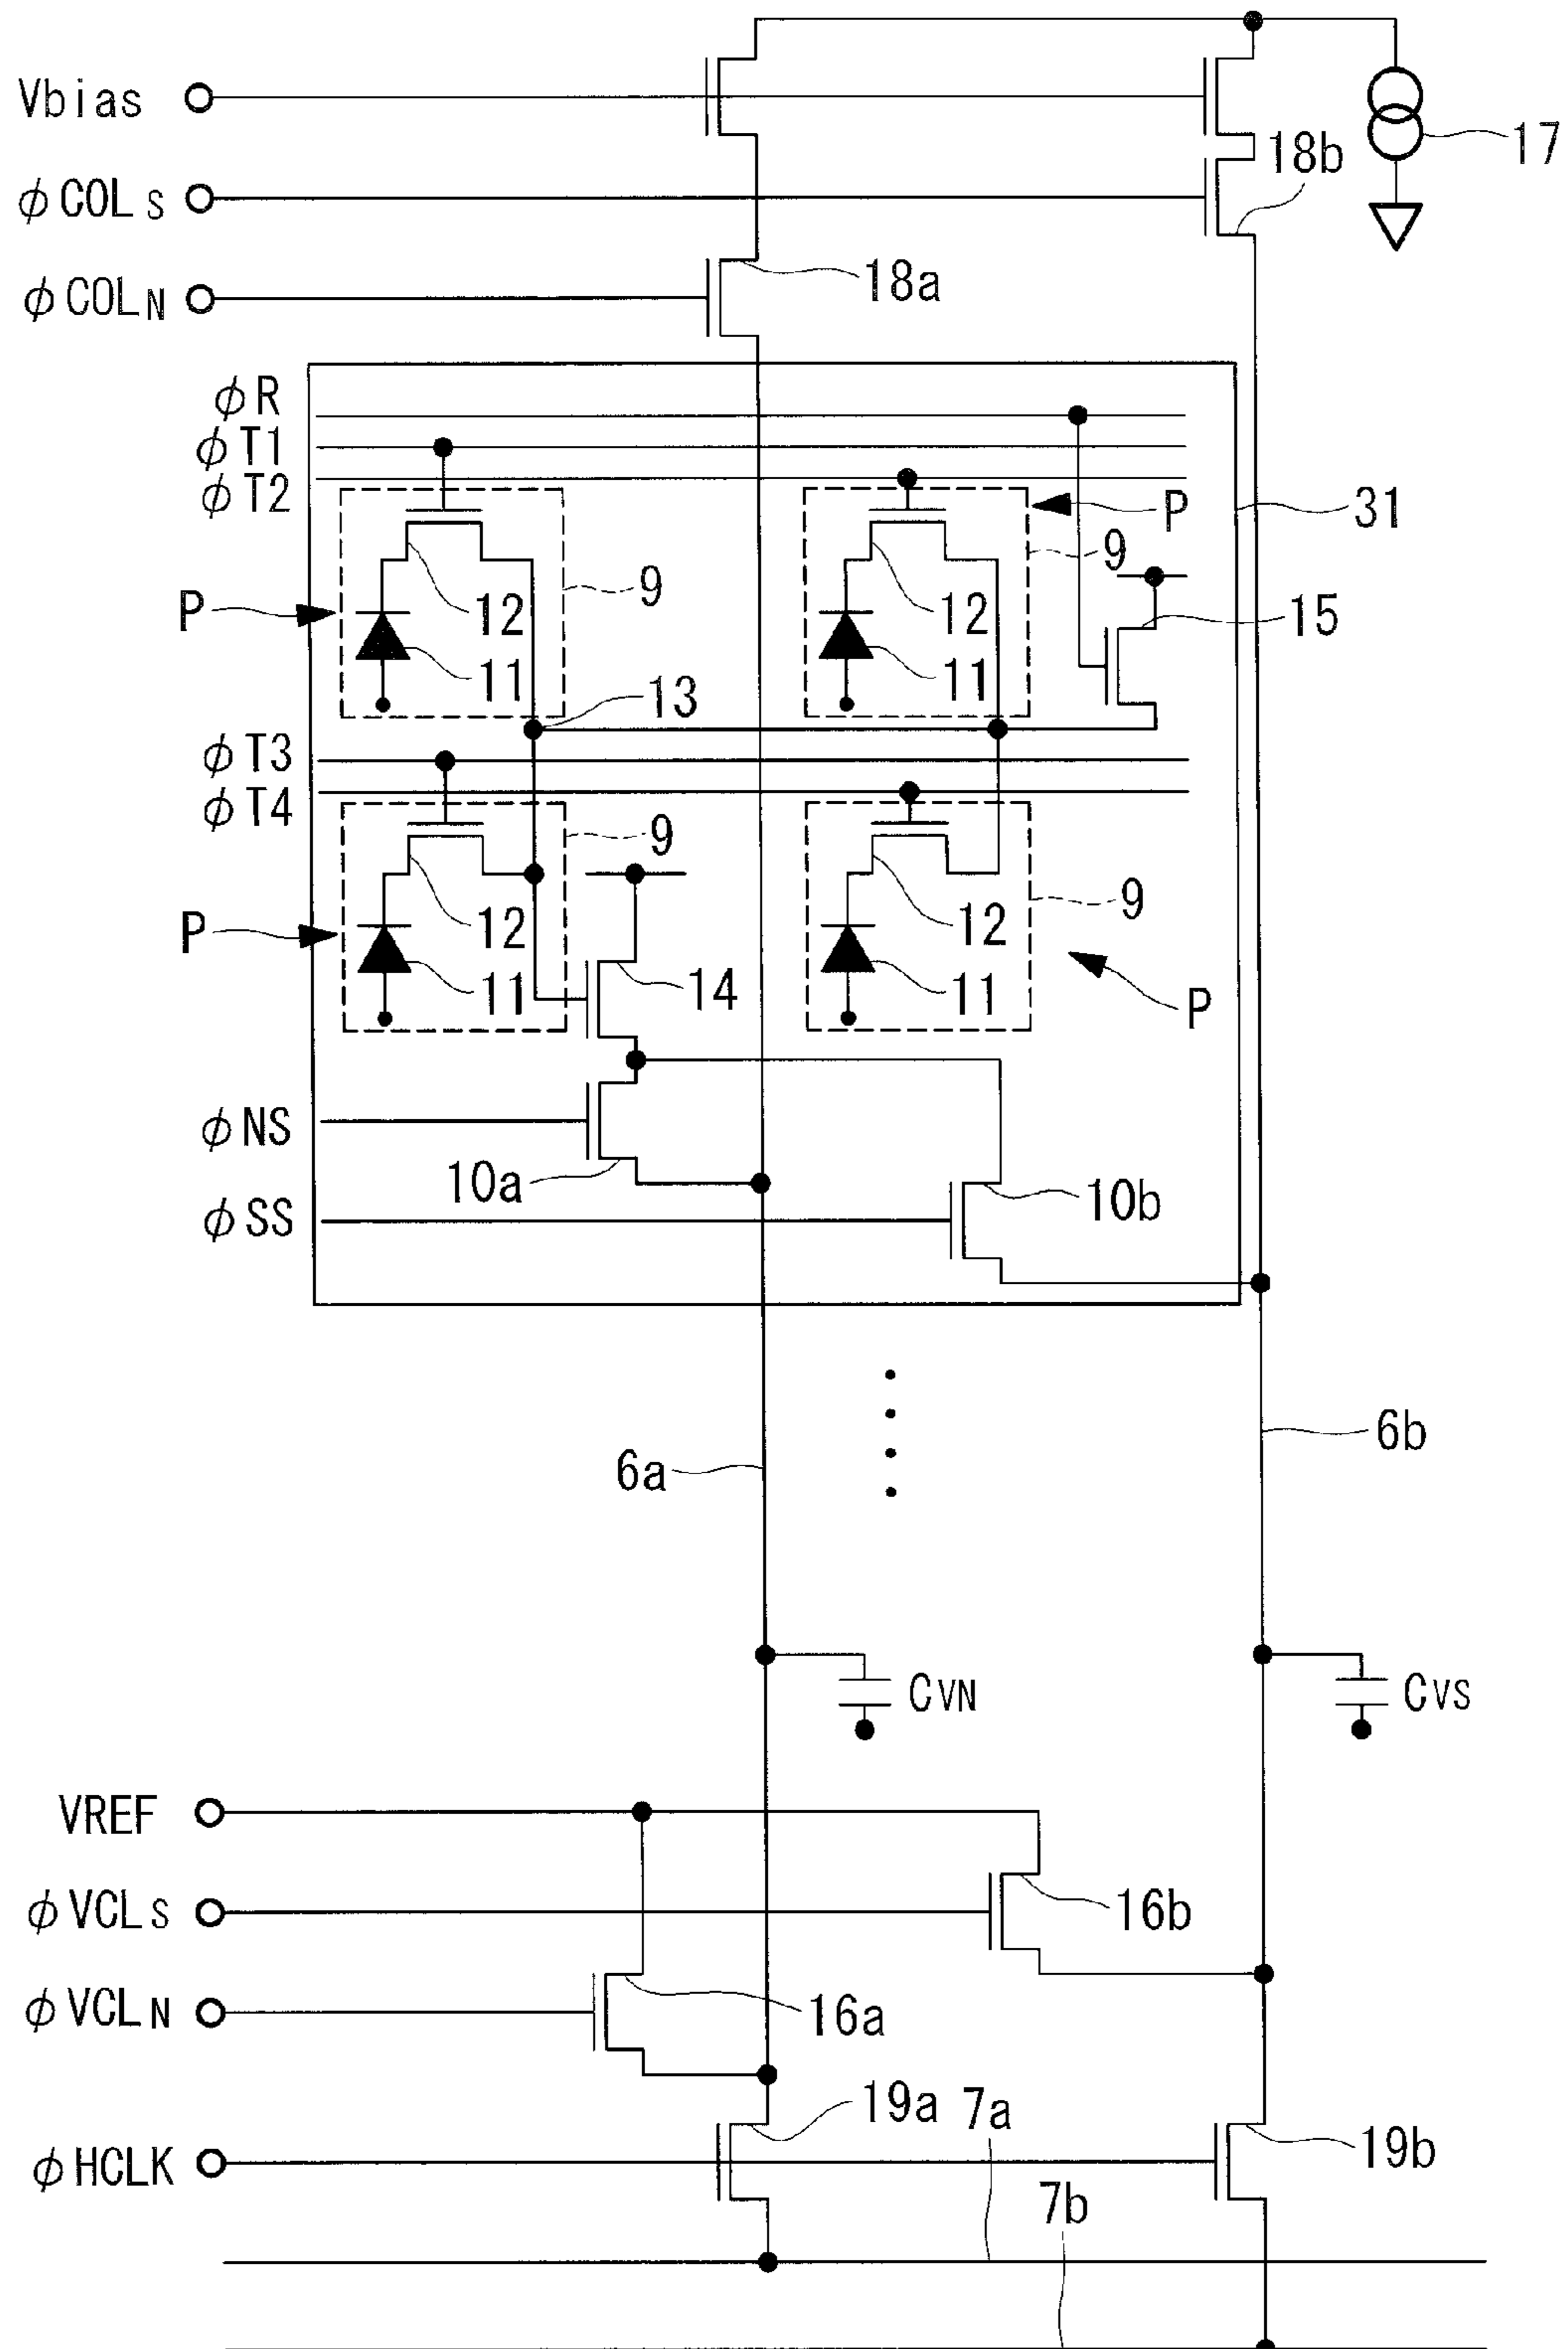 Vbias
17
18b
φCOLS
φCOLN
18a
φR
φT1
φT2
P
31
9
9
P
12
12
15
11
11
13
φT3
φT4
9
9
P
12
12
11
14
11
P
φNS
10a
10b
φSS
6b
6a
CVN
CVS
VREF
φVCLS
16b
φVCLN
16a
19a
7a
19b
φHCLK
7b